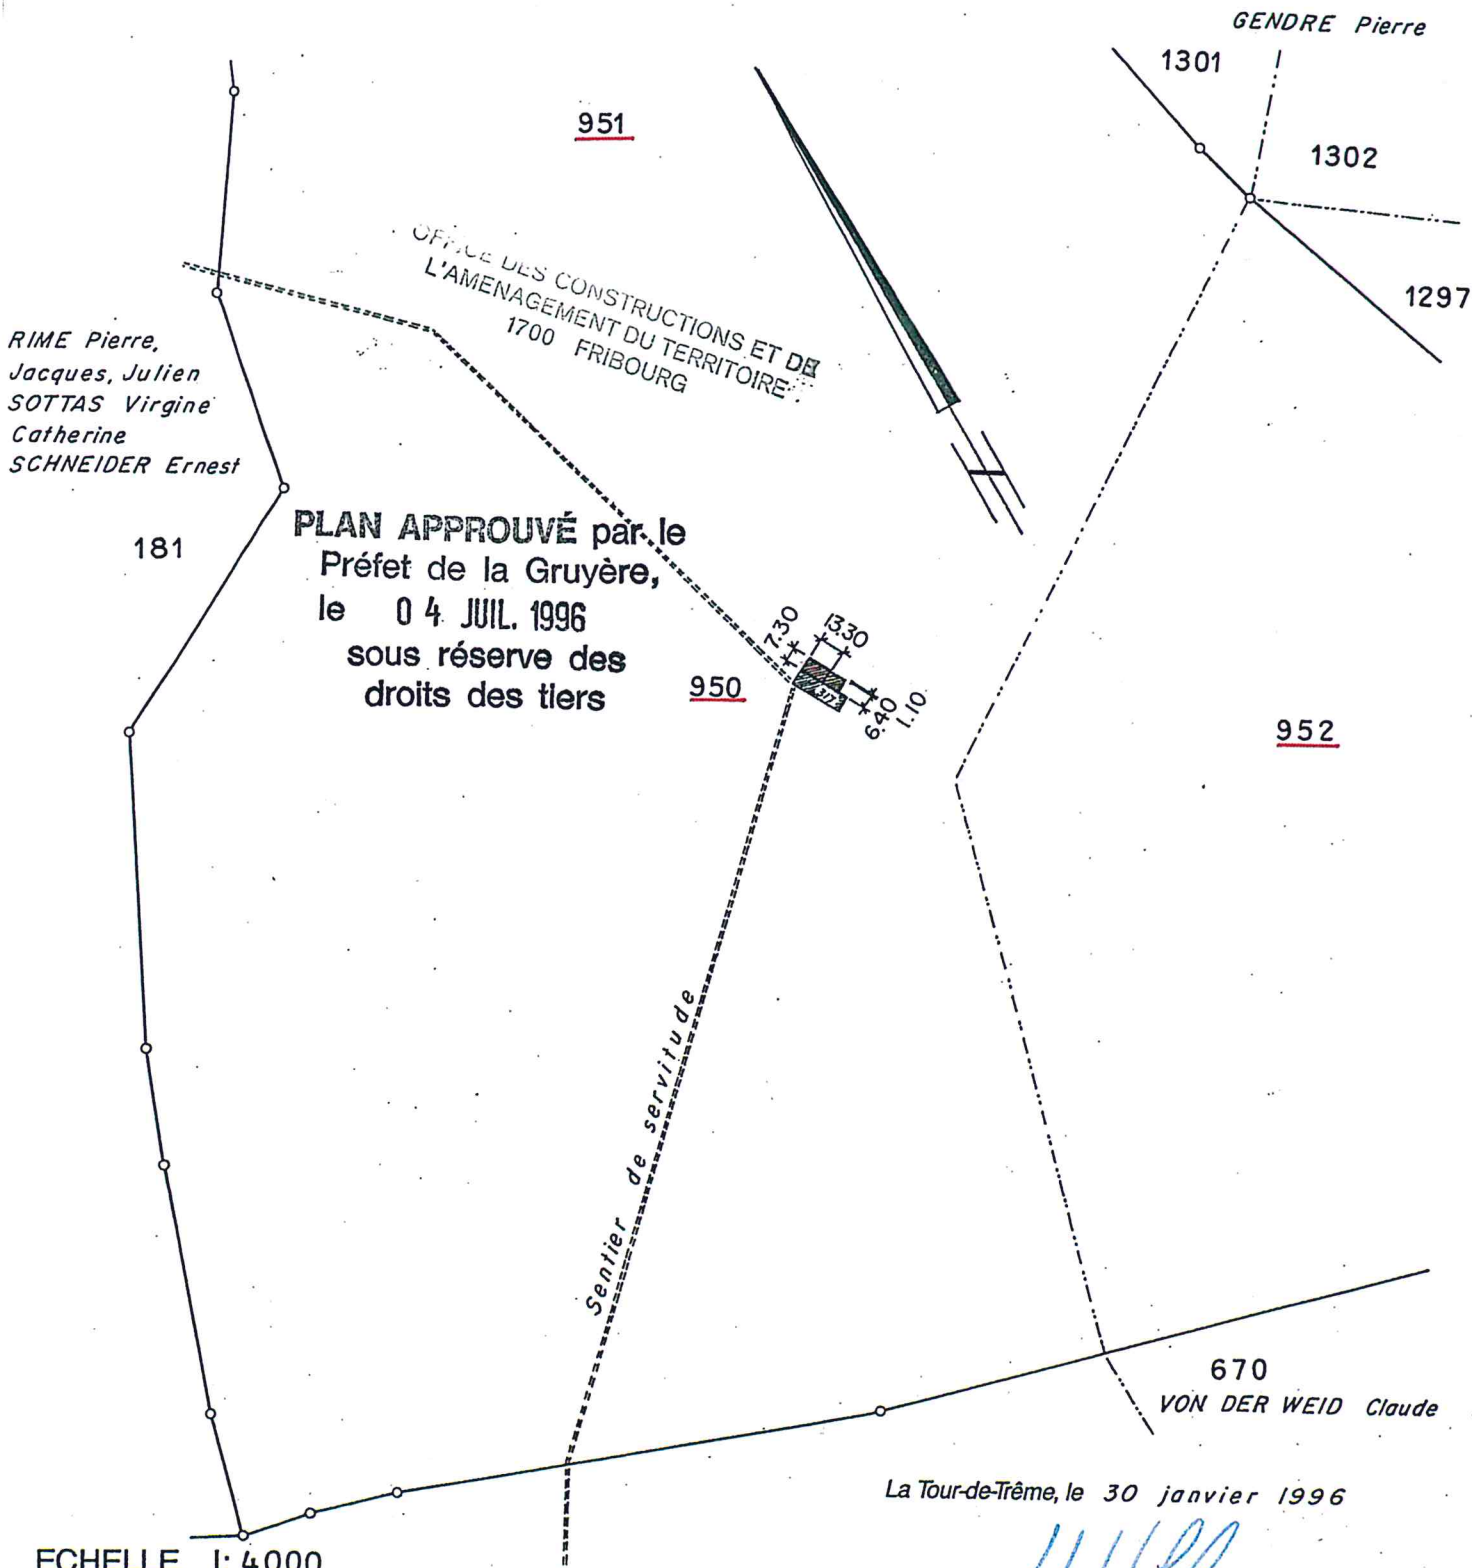 GENDRE Pierre
1301
951
1302
1297
OFFICE DES CONSTRUCTIONS ET DE
L'AMENAGEMENT DU TERRITOIRE
1700 FRIBOURG
RIME Pierre,
Jacques, Julien
SOTTAS Virgine
Catherine
SCHNEIDER Ernest
181
PLAN APPROUVÉ par le
Préfet de la Gruyère,
le 04 JUIL. 1996
sous réserve des
droits des tiers
7.30
13.30
950
317
6.40
1.10
952
Sentier de servitude
670
VON DER WEID Claude
La Tour-de-Trême, le 30 janvier 1996
ECHELLE 1: 4000